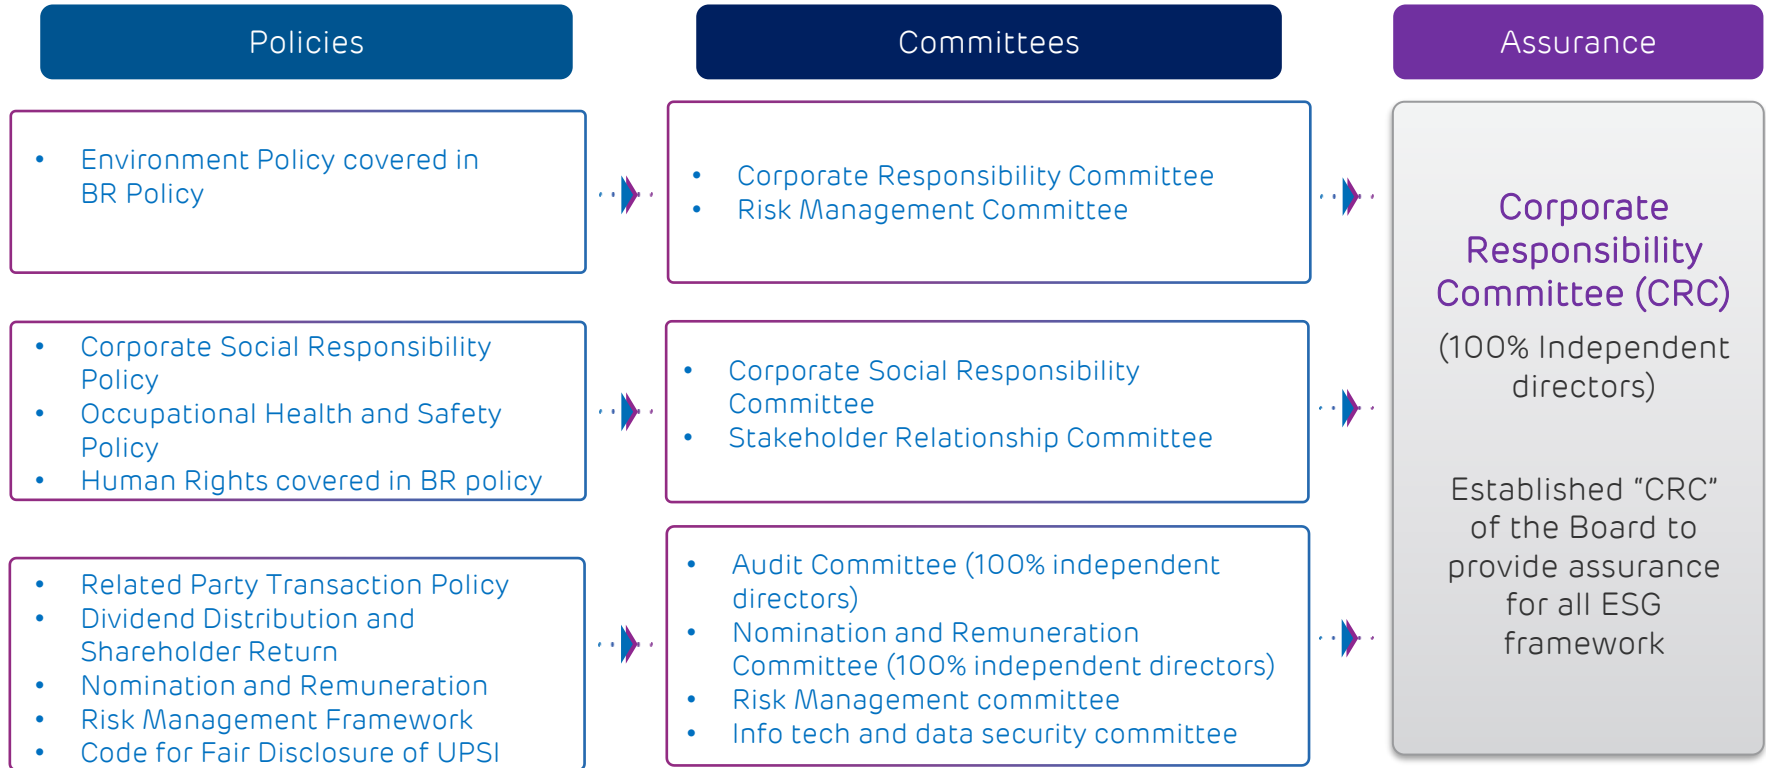 Policies
Committees
Assurance
• Environment Policy covered in
BR Policy
• Corporate Responsibility Committee
• Risk Management Committee
• Corporate Social Responsibility
Policy
• Occupational Health and Safety
Policy
• Human Rights covered in BR policy
• Corporate Social Responsibility
Committee
• Stakeholder Relationship Committee
• Related Party Transaction Policy
• Dividend Distribution and
Shareholder Return
• Nomination and Remuneration
• Risk Management Framework
• Code for Fair Disclosure of UPSI
• Audit Committee (100% independent
directors)
• Nomination and Remuneration
Committee (100% independent directors)
• Risk Management committee
• Info tech and data security committee
Corporate
Responsibility
Committee (CRC)
(100% Independent
directors)
Established “CRC”
of the Board to
provide assurance
for all ESG
framework